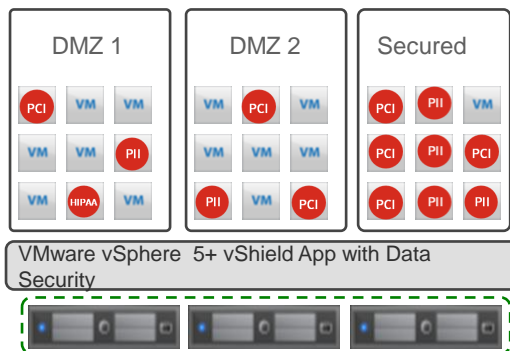 DMZ 1
DMZ 2
Secured
PCI VM VM
VM PCI VM
PCI PII VM
VM VM PII
VM VM VM
PCI PII PCI
VM HIPAA VM
PII VM PCI
PCI PII PII
VMware vSphere 5+ vShield App with Data
Security